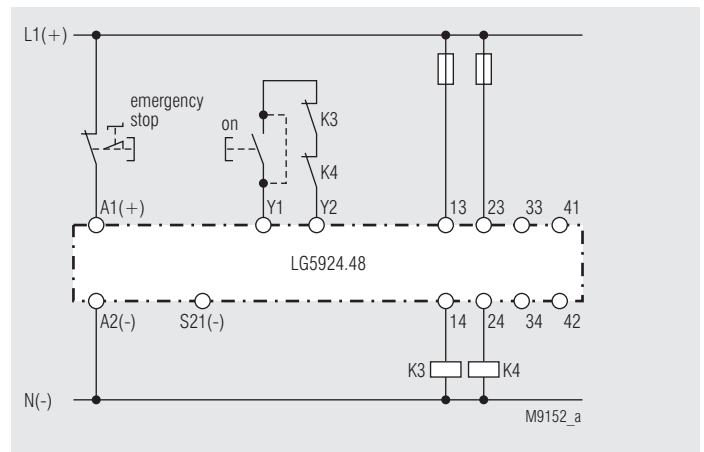 L1(+)
emergency
stop
on
K3
K4
A1(+)
Y1
Y2
13
23
33
41
LG5924.48
A2(-)
S21(-)
14
24
34
42
K3
K4
N(-)
M9152_a